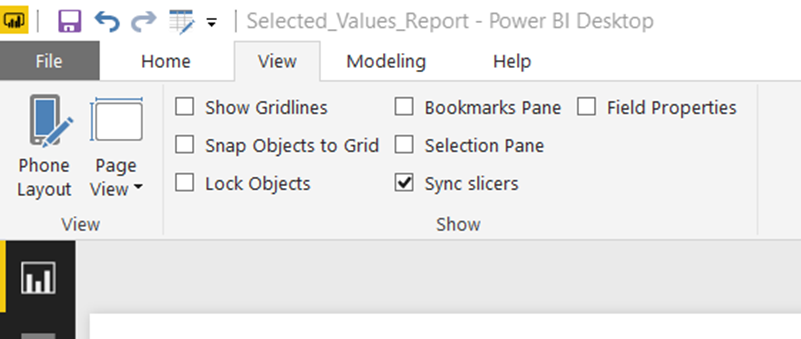 Selected_Values_Report - Power BI Desktop
File Home View Modeling Help
Phone Layout
Page View
Show Gridlines
Snap Objects to Grid
Lock Objects
Bookmarks Pane
Selection Pane
Sync slicers
Field Properties
View
Show